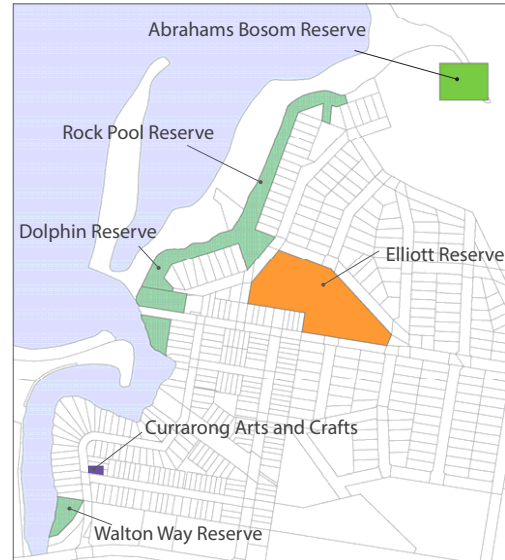 Abrahams Bosom Reserve
Rock Pool Reserve
Dolphin Reserve
Elliott Reserve
Currarong Arts and Crafts
Walton Way Reserve